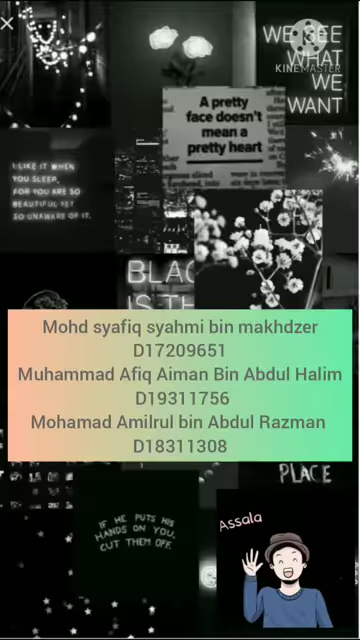 WE SEE
WHAT
WE
WANT
KINEMASTER
A pretty
face doesn't
mean a
pretty heart
I LIKE IT WHEN
YOU SLEEP,
FOR YOU ARE SO
BEAUTIFUL YET
SO UNAWARE OF IT.
BLAC
IS TH
Mohd syafiq syahmi bin makhdzer
D17209651
Muhammad Afiq Aiman Bin Abdul Halim
D19311756
Mohamad Amilrul bin Abdul Razman
D18311308
PLACE
IF HE PUTS HIS
HANDS ON YOU,
CUT THEM OFF.
Assala